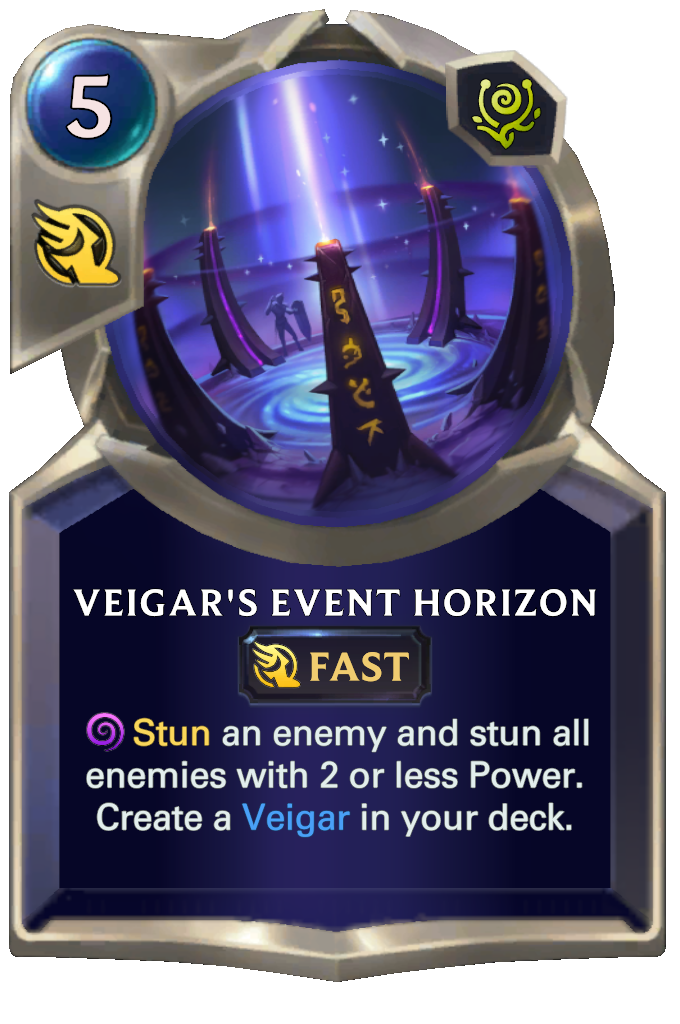 5
VEIGAR'S EVENT HORIZON
FAST
Stun an enemy and stun all
enemies with 2 or less Power.
Create a Veigar in your deck.